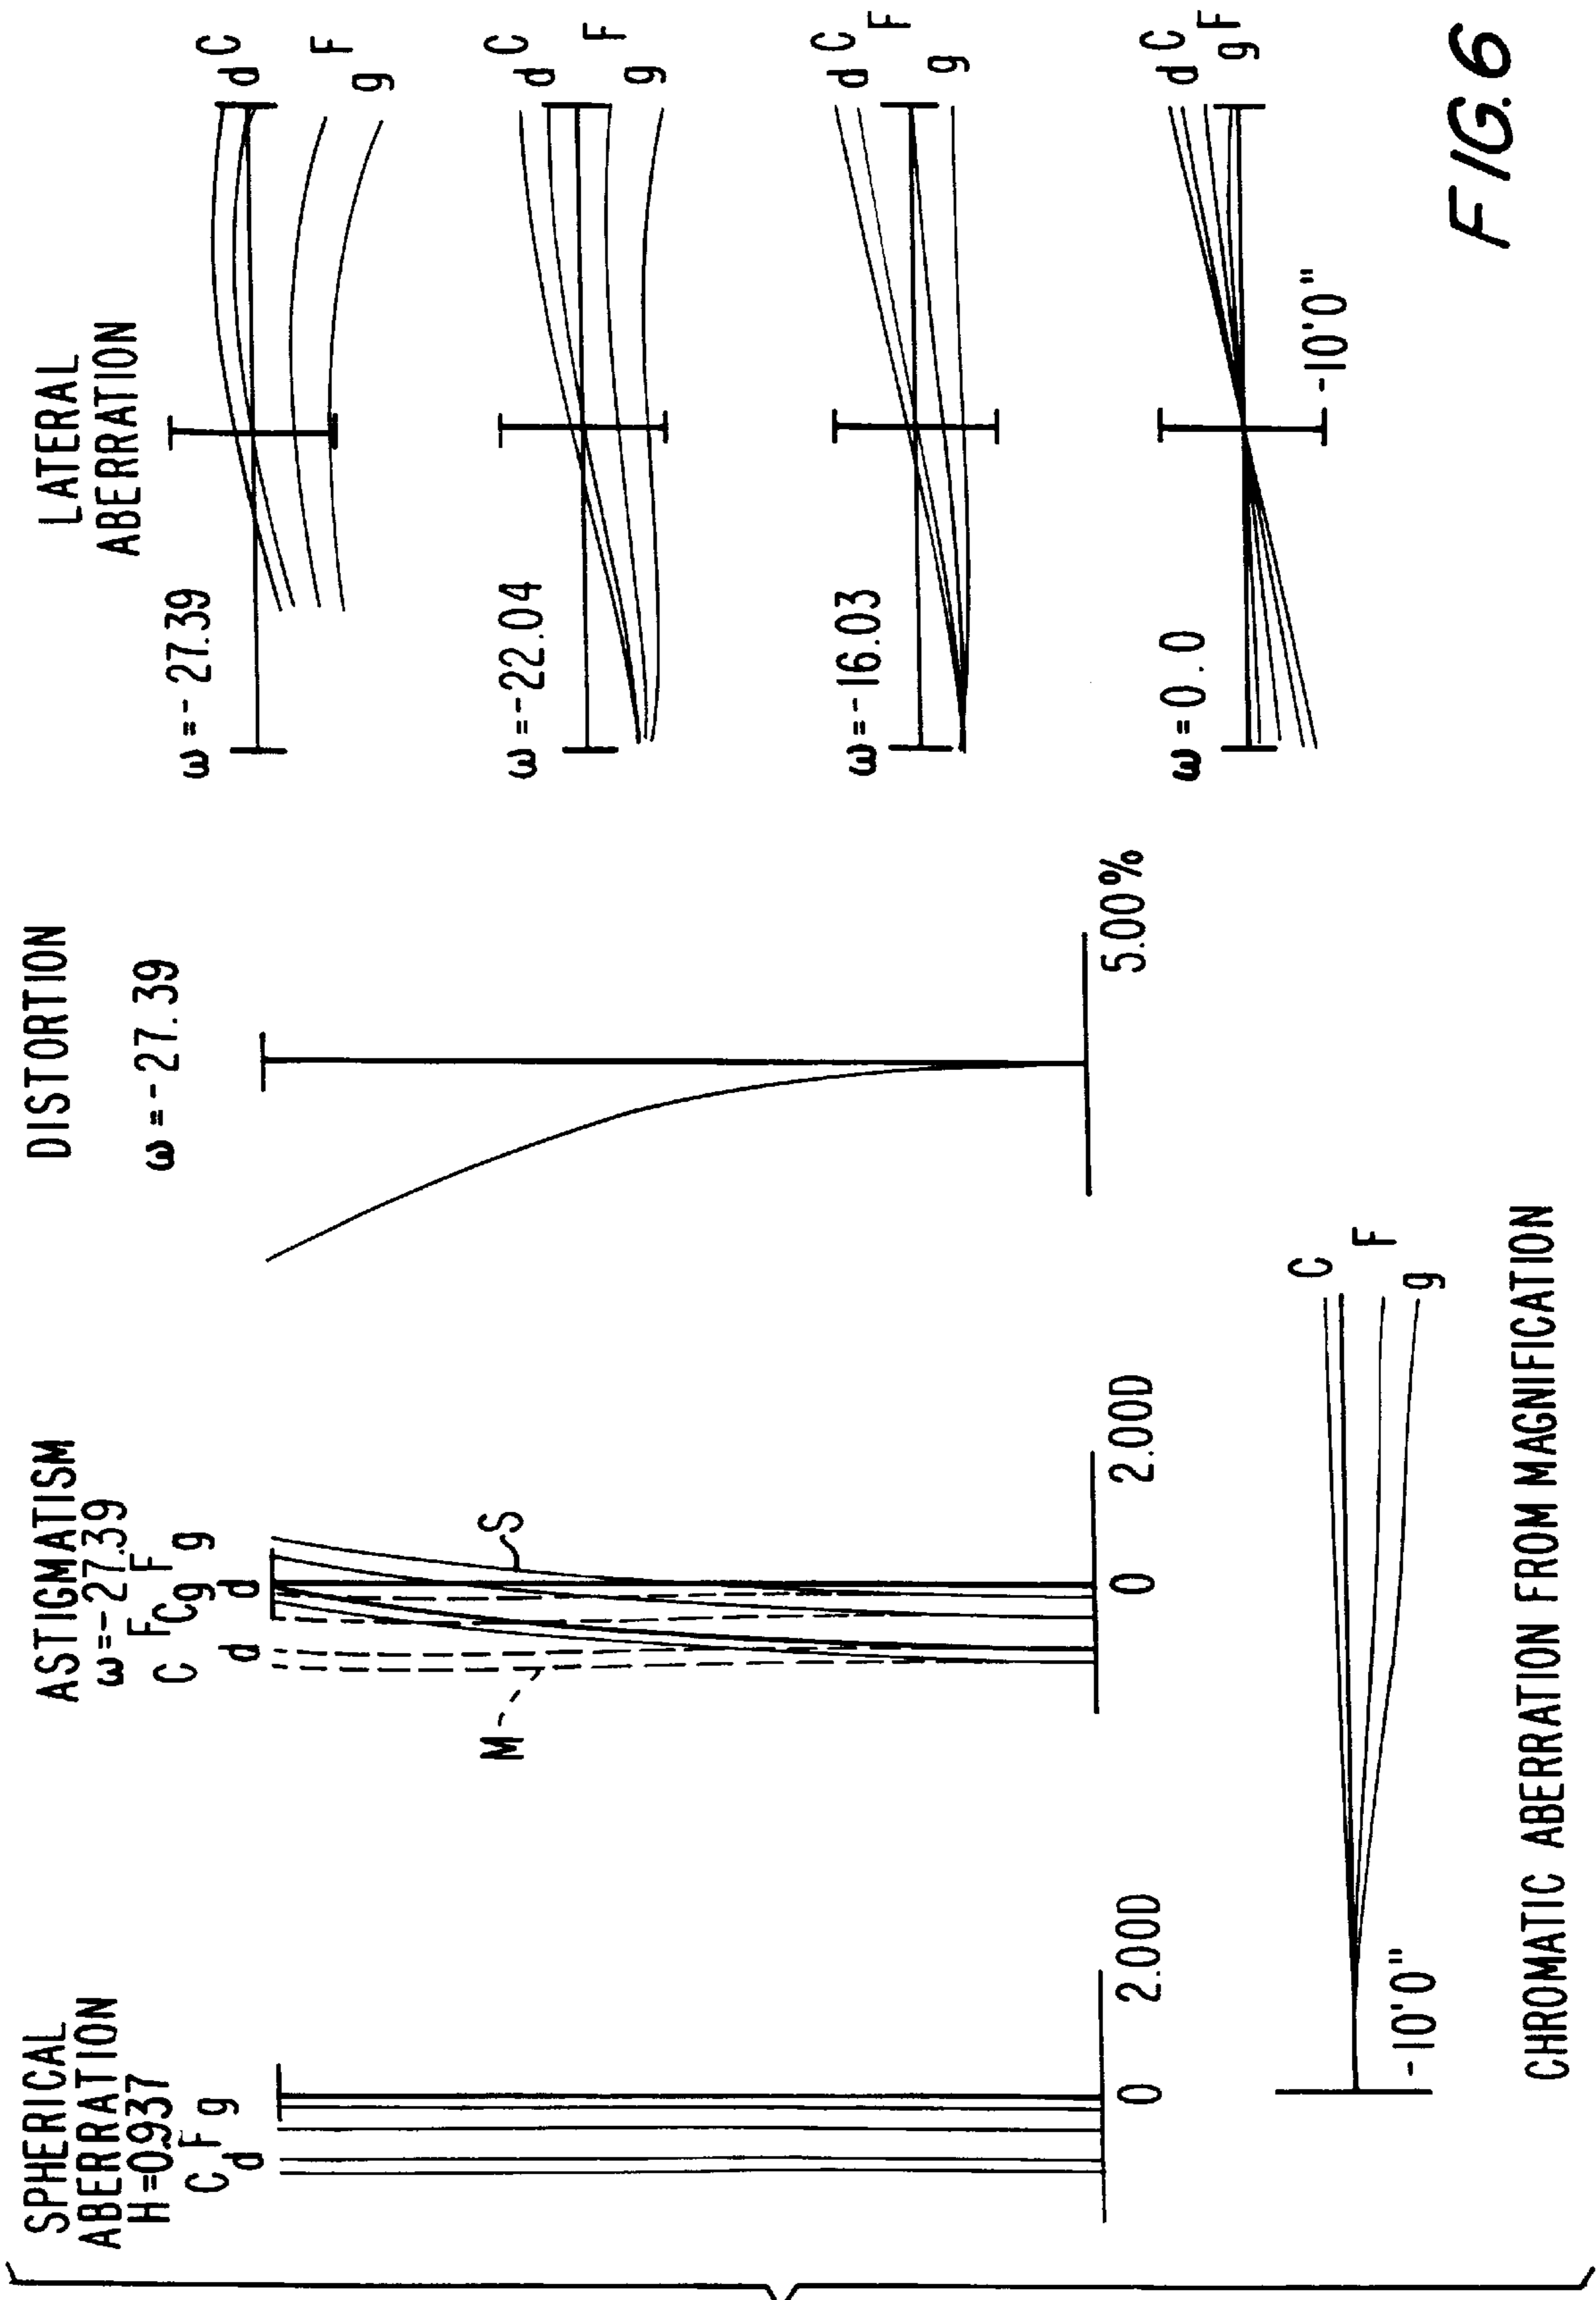 SPHERICAL
ABERRATION
H=0.937
C d F g
0 2.00D
ASTIGMATISM
ω=-27.39
C d F C g d F g
M
S
0 2.00D
DISTORTION
ω=-27.39
5.00%
LATERAL
ABERRATION
ω=-27.39
C
d
F
g
ω=-22.04
C
d
F
g
ω=-16.03
C
d
F
g
ω=0.0
C
d
F
g
-10'0"
C
F
g
-10'0"
CHROMATIC ABERRATION FROM MAGNIFICATION
FIG.6